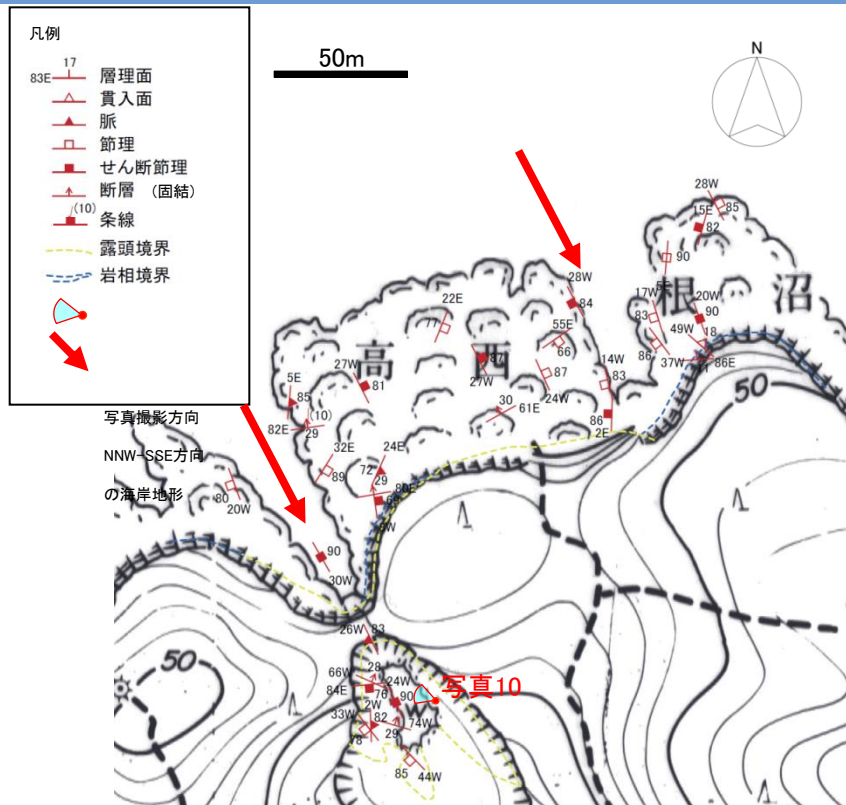 凡例
17
83E 層理面
貫入面
脈
節理
せん断節理
断層 (固結)
(10)
条線
露頭境界
岩相境界
写真撮影方向
NNW-SSE方向
の海岸地形
50m
N
28W
85
15E
82
90
28W
84
17W
83
20W
90
49W
18
86
37W
86E
根 沼
22E
77
55E
66
高 西
27W
81
87
27W
87
24W
14W
83
5E
85
(10)
82E
29
30
61E
86
2E
32E
89
24E
72
29
80E
80
20W
90
30W
50
50
26W
83
28
66W
84E
76
24W
90
写真10
2W
33W
82
78
29
74W
85
44W